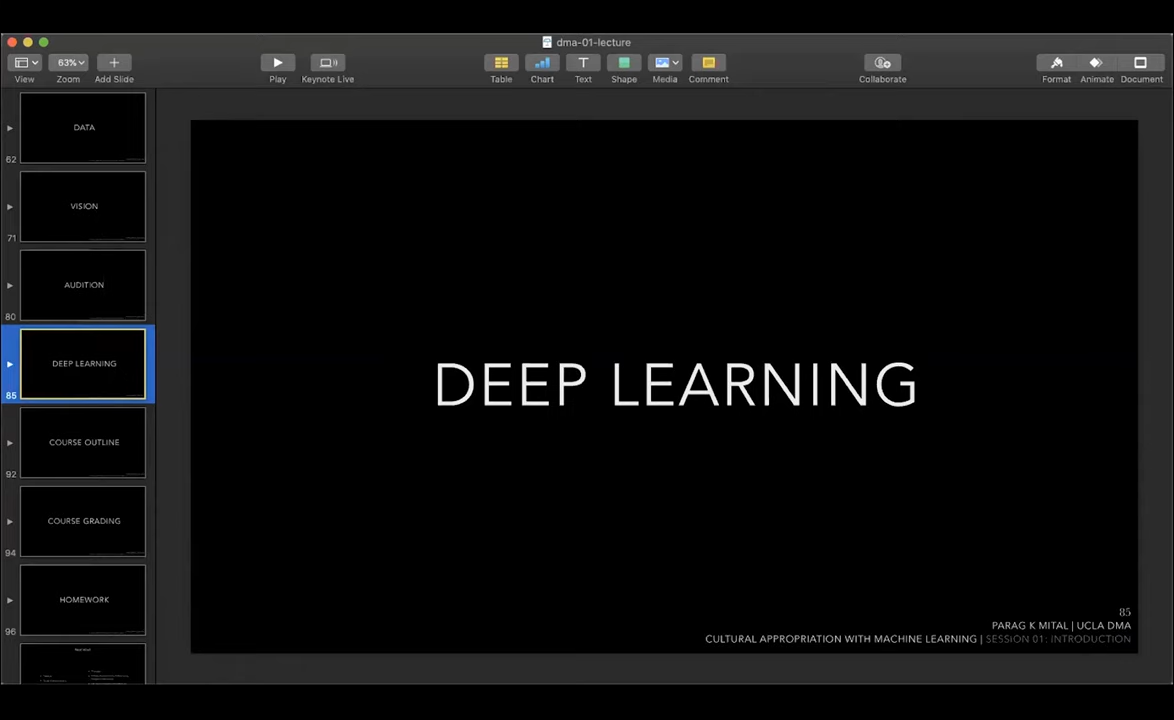 dma-01-lecture
View
63%
Zoom
Add Slide
Play
Keynote Live
Table
Chart
Text
Shape
Media
Comment
Collaborate
Format
Animate
Document
DATA
62
VISION
71
AUDITION
80
DEEP LEARNING
85
COURSE OUTLINE
92
COURSE GRADING
94
HOMEWORK
96
DEEP LEARNING
85
PARAG K MITAL | UCLA DMA
CULTURAL APPROPRIATION WITH MACHINE LEARNING | SESSION 01: INTRODUCTION